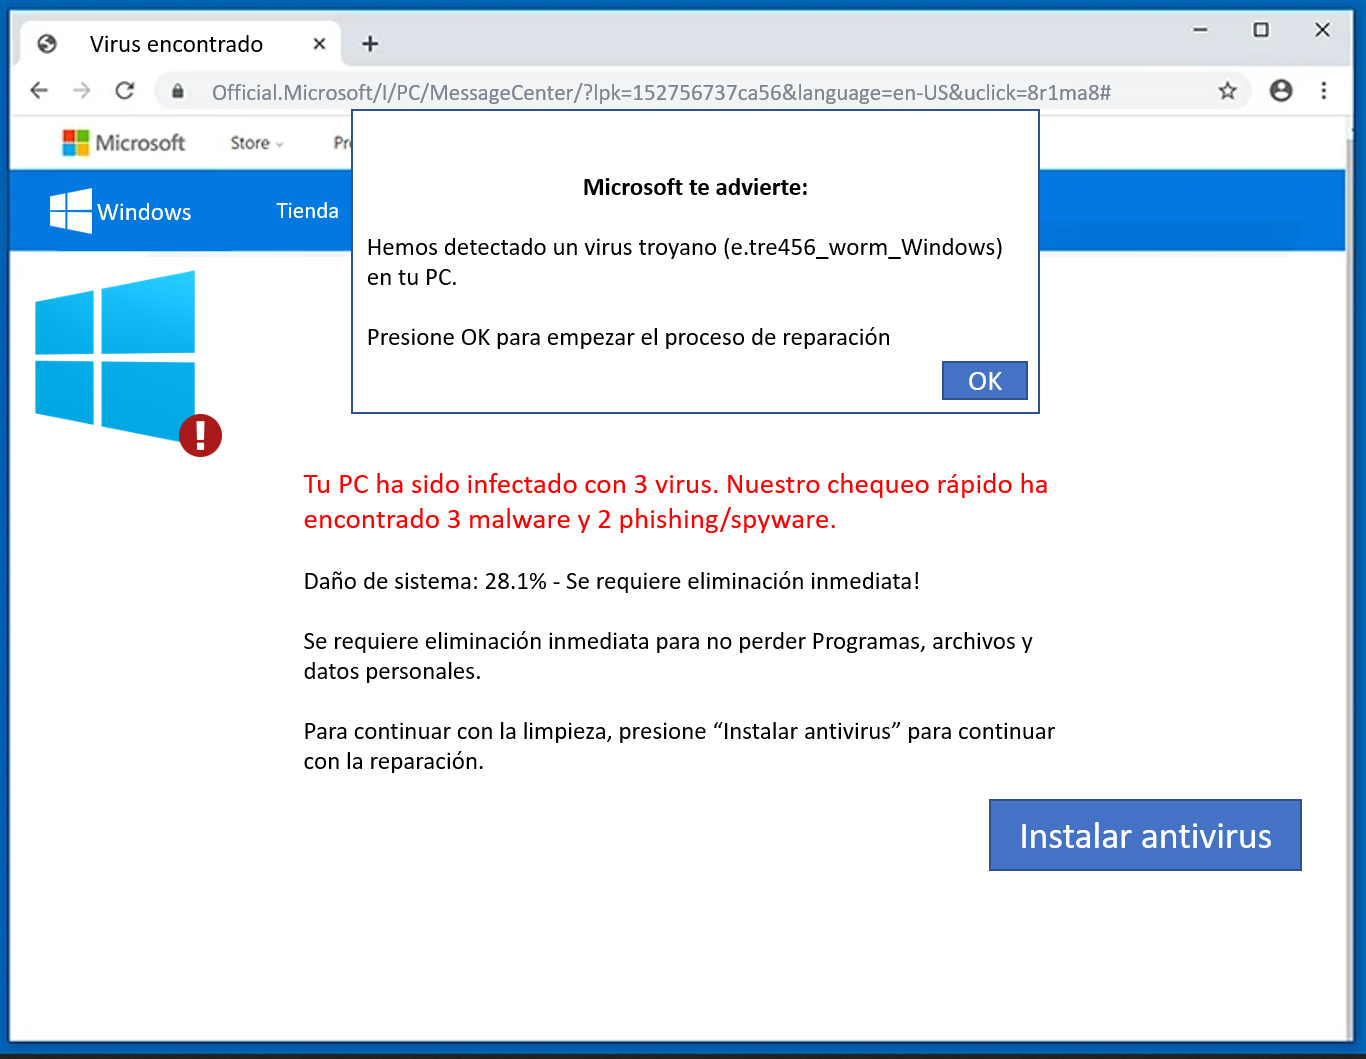 Virus encontrado
Official.Microsoft/I/PC/MessageCenter/?lpk=152756737ca56&language=en-US&uclick=8r1ma8#
Microsoft Store
Windows Tienda
Microsoft te advierte:
Hemos detectado un virus troyano (e.tre456_worm_Windows)
en tu PC.
Presione OK para empezar el proceso de reparación
OK
Tu PC ha sido infectado con 3 virus. Nuestro chequeo rápido ha
encontrado 3 malware y 2 phishing/spyware.
Daño de sistema: 28.1% - Se requiere eliminación inmediata!
Se requiere eliminación inmediata para no perder Programas, archivos y
datos personales.
Para continuar con la limpieza, presione “Instalar antivirus” para continuar
con la reparación.
Instalar antivirus